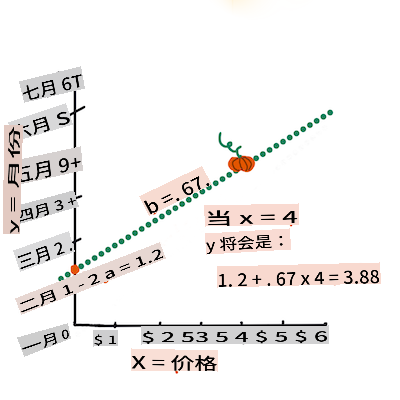 七月 6T
六月 S
五月 9+
四月 3+
三月 2.
二月 1 - 2 a = 1.2
一月 0
y = 月份
b = . 67.
当 x = 4
y 将会是：
1. 2 + . 67 x 4 = 3.88
$ 1 $ 2 53 5 4 $ 5 $ 6
X = 价格